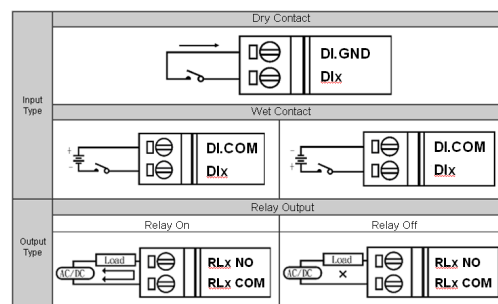 Dry Contact
DI.GND
DIx
Input
Type
Wet Contact
+
-
DI.COM
DIx
-
+
DI.COM
DIx
Relay Output
Relay On
Relay Off
Output
Type
Load
AC/DC
RLx NO
RLx COM
Load
AC/DC
×
RLx NO
RLx COM